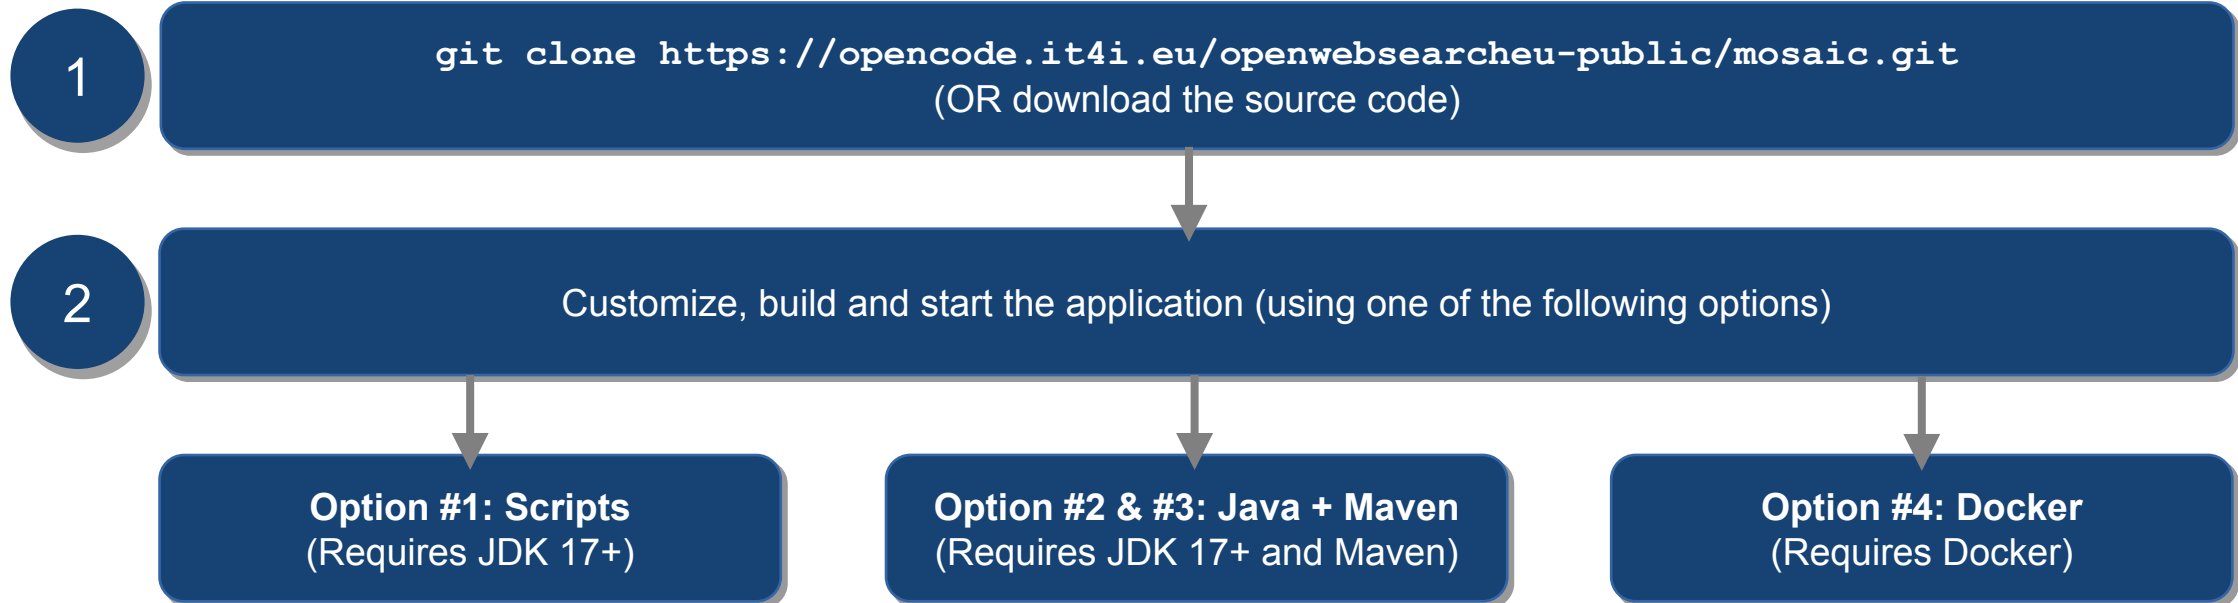 1
git clone https://opencode.it4i.eu/openwebsearcheu-public/mosaic.git
(OR download the source code)
2
Customize, build and start the application (using one of the following options)
Option #1: Scripts
(Requires JDK 17+)
Option #2 & #3: Java + Maven
(Requires JDK 17+ and Maven)
Option #4: Docker
(Requires Docker)